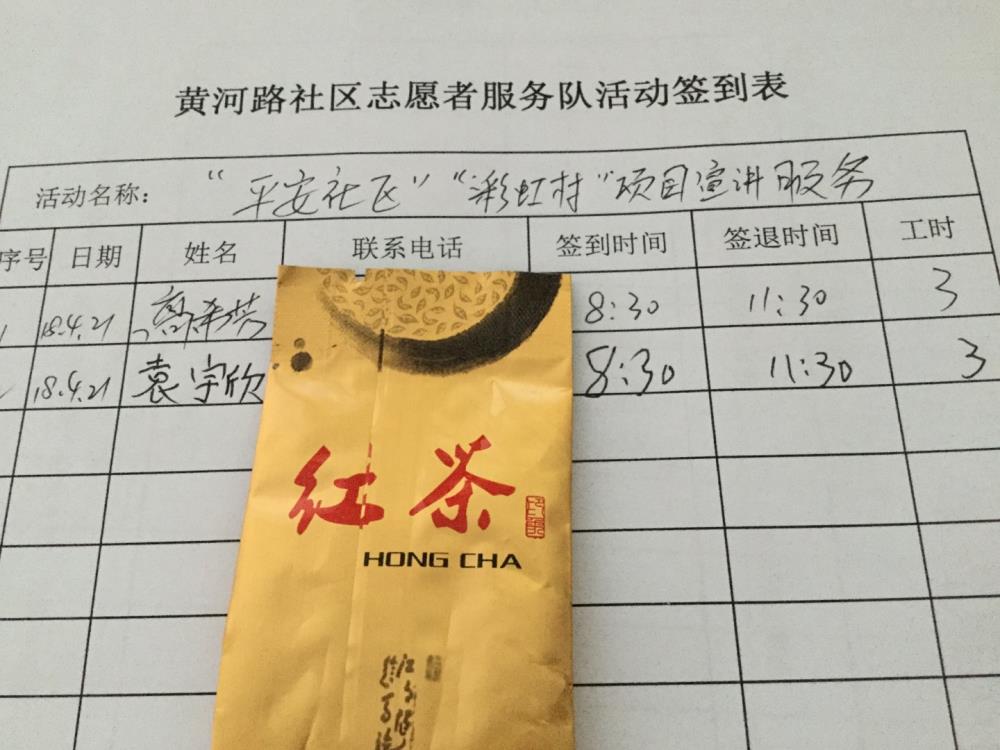 黄河路社区志愿者服务队活动签到表
活动名称： “平安社区”“彩虹村”项目宣讲服务
序号 日期 姓名 联系电话 签到时间 签退时间 工时
18.4.21 8:30 11:30 3
18.4.21 袁宇欣 8:30 11:30 3
红茶
HONG CHA